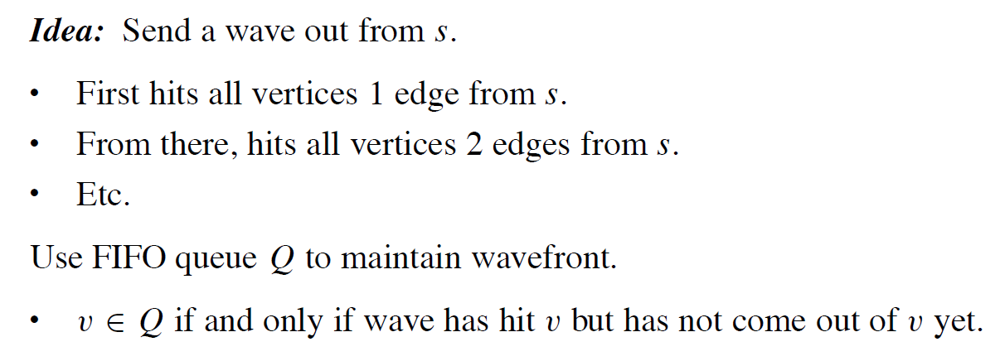 Idea: Send a wave out from s.
• First hits all vertices 1 edge from s.
• From there, hits all vertices 2 edges from s.
• Etc.
Use FIFO queue Q to maintain wavefront.
• v ∈ Q if and only if wave has hit v but has not come out of v yet.